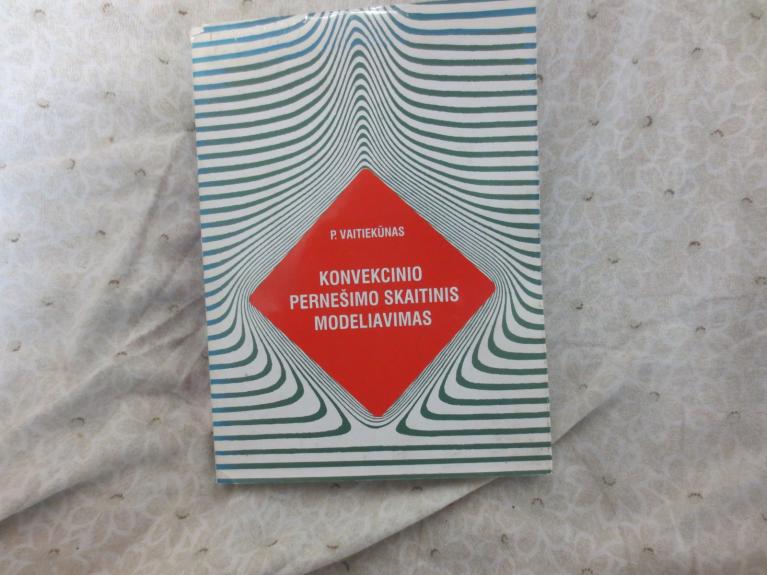 P. VAITIEKŪNAS
KONVEKCINIO
PERNEŠIMO SKAITINIS
MODELIAVIMAS